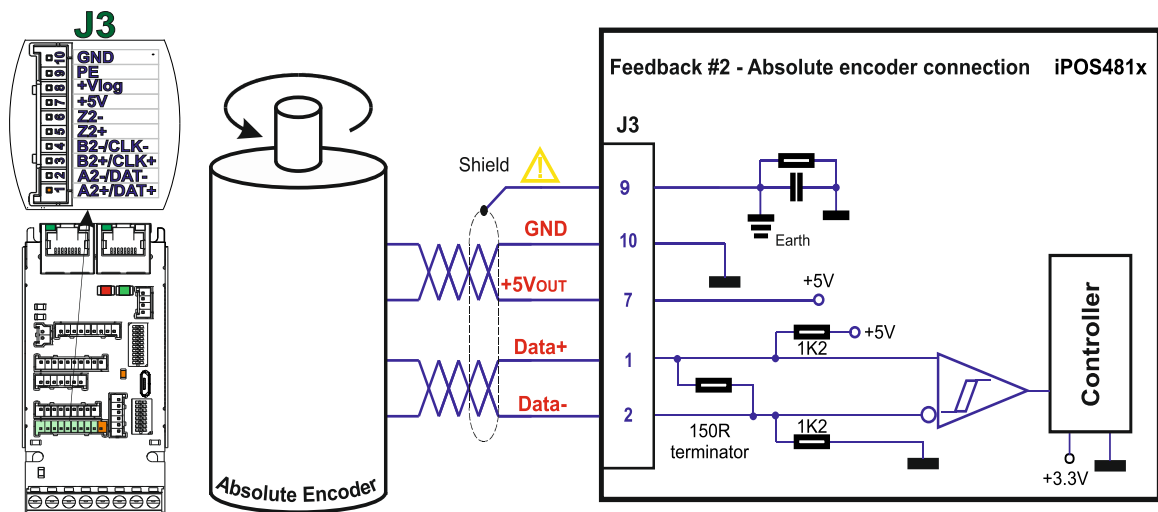 J3
10 GND
9 PE
8 +Vlog
7 +5V
6 Z2-
5 Z2+
4 B2-/CLK-
3 B2+/CLK+
2 A2-/DAT-
1 A2+/DAT+
Absolute Encoder
Shield
GND
+5VOUT
Data+
Data-
Feedback #2 - Absolute encoder connection iPOS481x
J3
9
10
7
1
2
Earth
+5V
+5V
1K2
150R
terminator
1K2
Controller
+3.3V